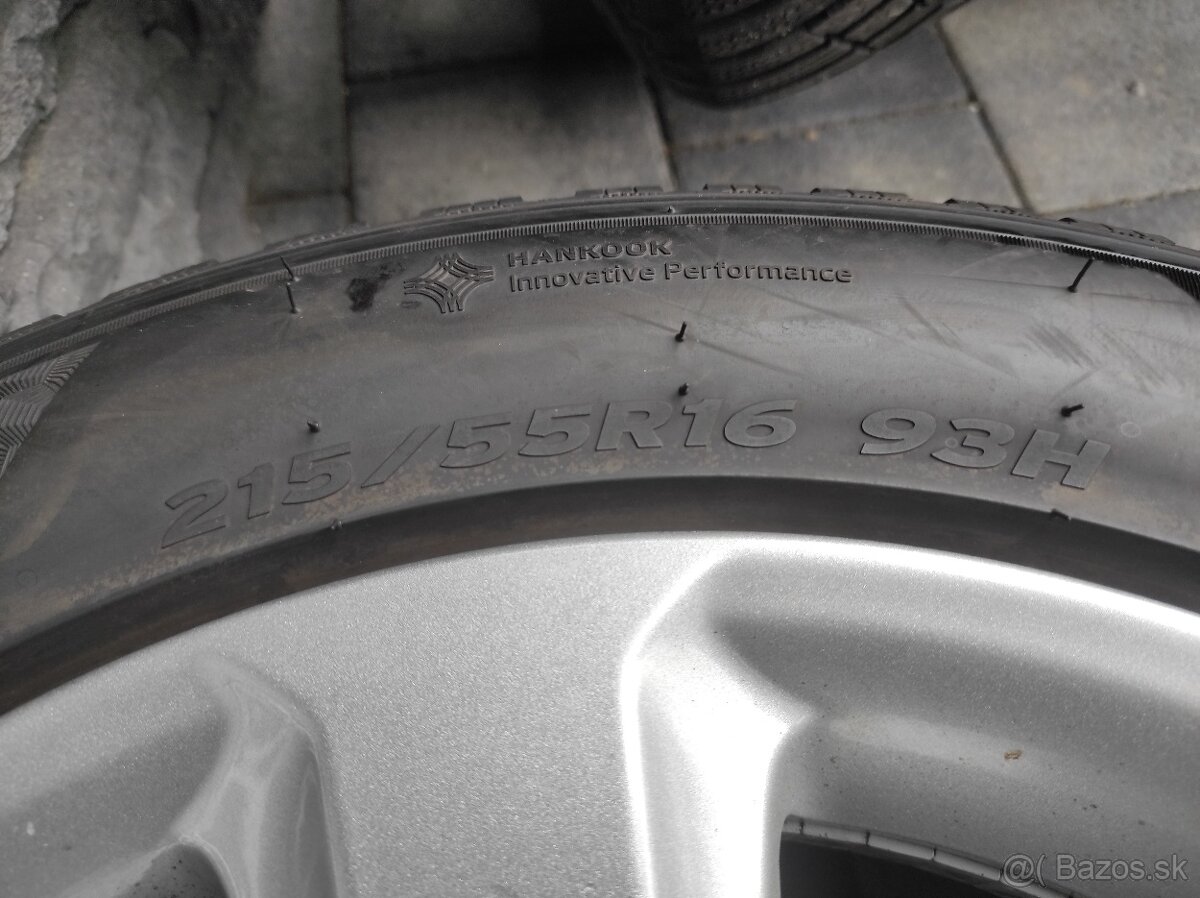 HANKOOK
Innovative Performance
215/55R16 93H
@( Bazos.sk